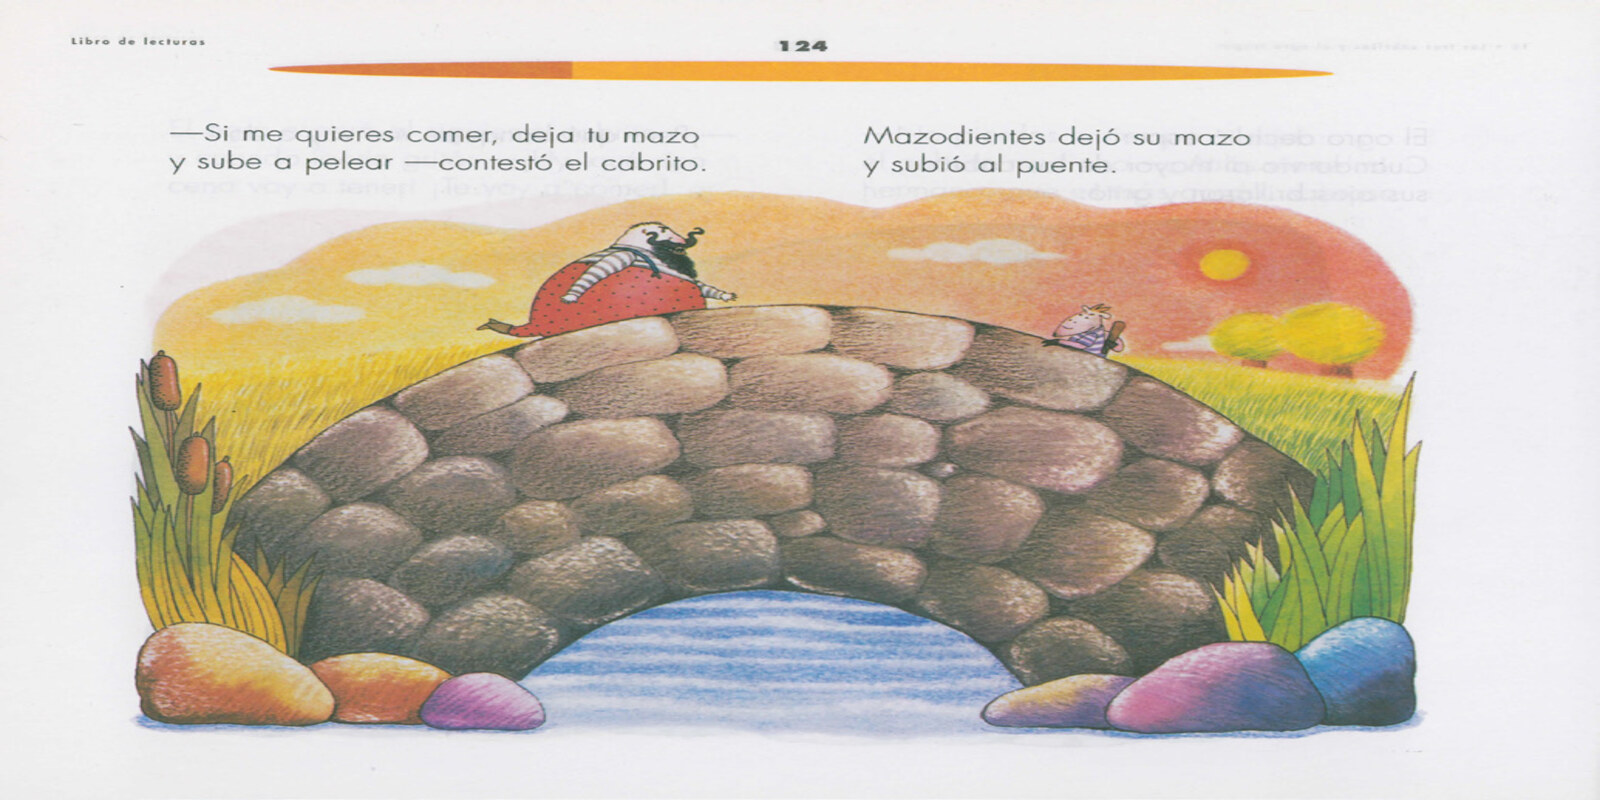 Libro de lecturas
124
—Si me quieres comer, deja tu mazo
y sube a pelear —contestó el cabrito.
Mazodientes dejó su mazo
y subió al puente.